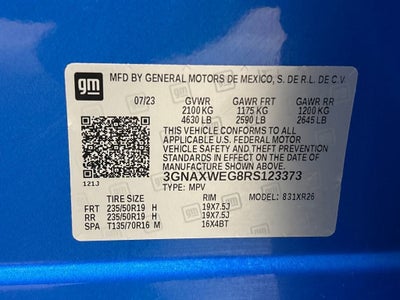 gm MFD BY GENERAL MOTORS DE MEXICO, S. DE R.L. DE C.V.
07/23 GVWR GAWR FRT GAWR RR
2100 KG 1175 KG 1200 KG
4630 LB 2590 LB 2645 LB
THIS VEHICLE CONFORMS TO ALL
APPLICABLE U.S. FEDERAL MOTOR
VEHICLE SAFETY, BUMPER, AND THEFT
PREVENTION STANDARDS IN EFFECT ON THE
DATE OF MANUFACTURE SHOWN ABOVE.
3GNAXWEG8RS123373
TYPE: MPV
121J
TIRE SIZE RIM MODEL: 831XR26
FRT 235/50R19 H 19X7.5J
RR 235/50R19 H 19X7.5J
SPA T135/70R16 M 16X4BT